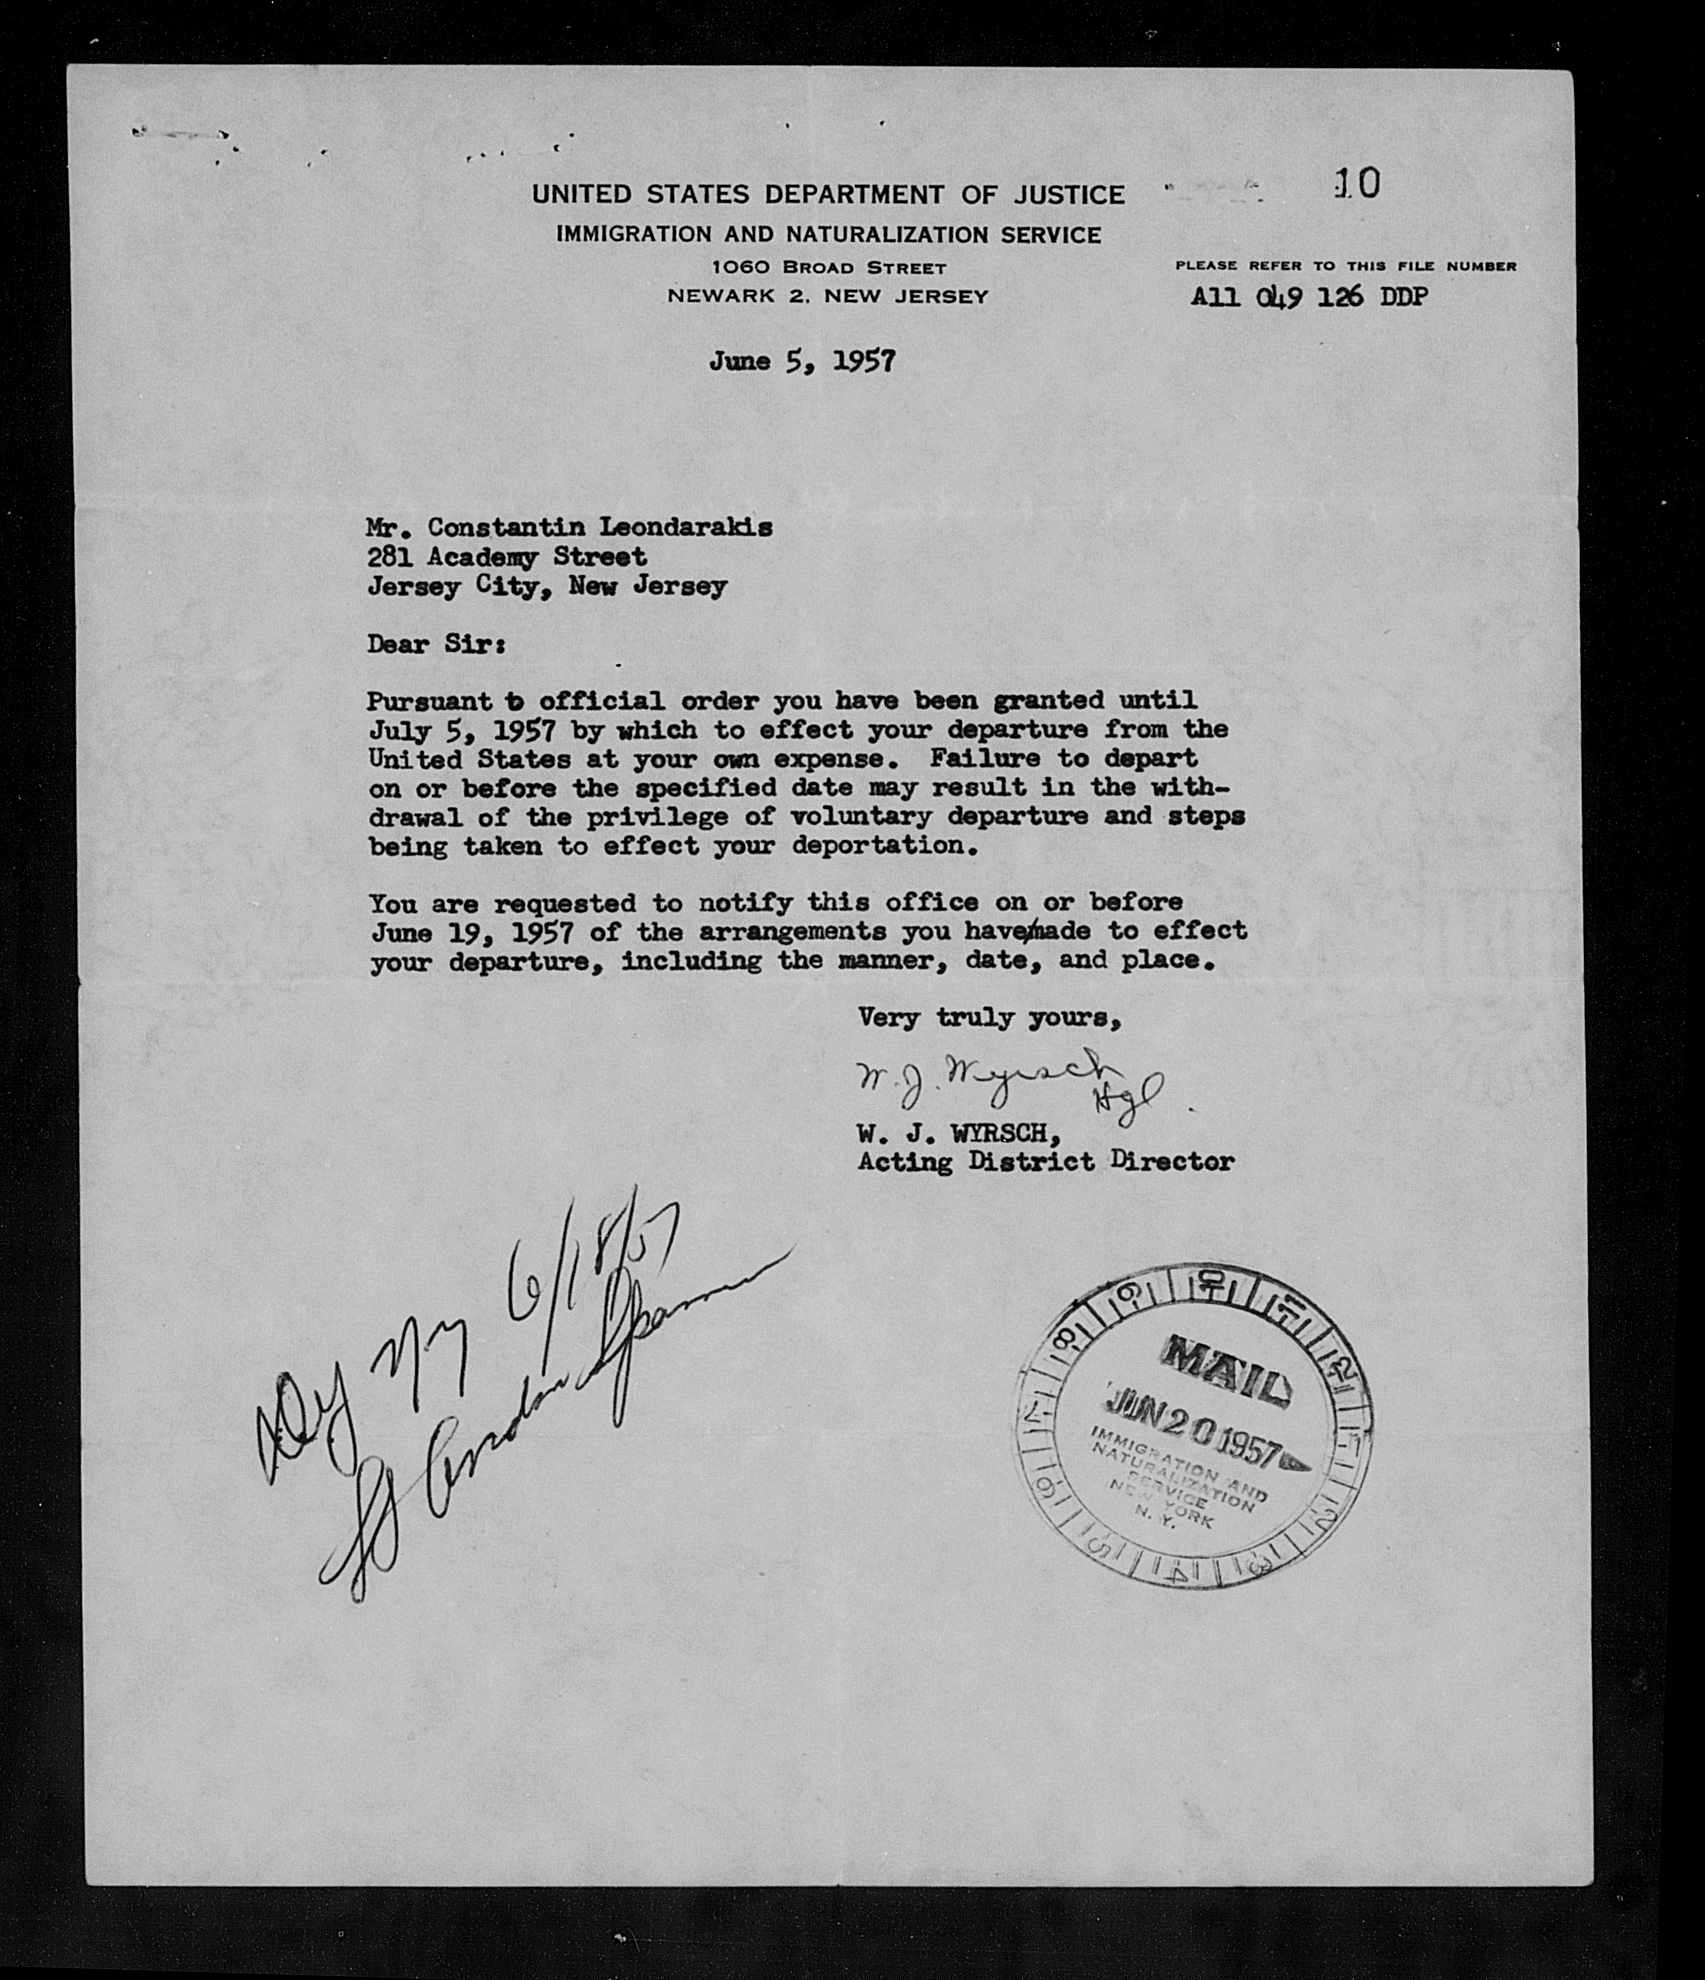 10
UNITED STATES DEPARTMENT OF JUSTICE
IMMIGRATION AND NATURALIZATION SERVICE
1060 BROAD STREET
NEWARK 2, NEW JERSEY
PLEASE REFER TO THIS FILE NUMBER
A11 049 126 DDP
June 5, 1957
Mr. Constantin Leondarakis
281 Academy Street
Jersey City, New Jersey
Dear Sir:
Pursuant to official order you have been granted until
July 5, 1957 by which to effect your departure from the
United States at your own expense. Failure to depart
on or before the specified date may result in the with-
drawal of the privilege of voluntary departure and steps
being taken to effect your deportation.
You are requested to notify this office on or before
June 19, 1957 of the arrangements you have/made to effect
your departure, including the manner, date, and place.
Very truly yours,
W. J. Wyrsch
W. J. WYRSCH,
Acting District Director
6/18/57
MAIL
JUN 20 1957
IMMIGRATION AND
NATURALIZATION
SERVICE
NEW YORK
N. Y.